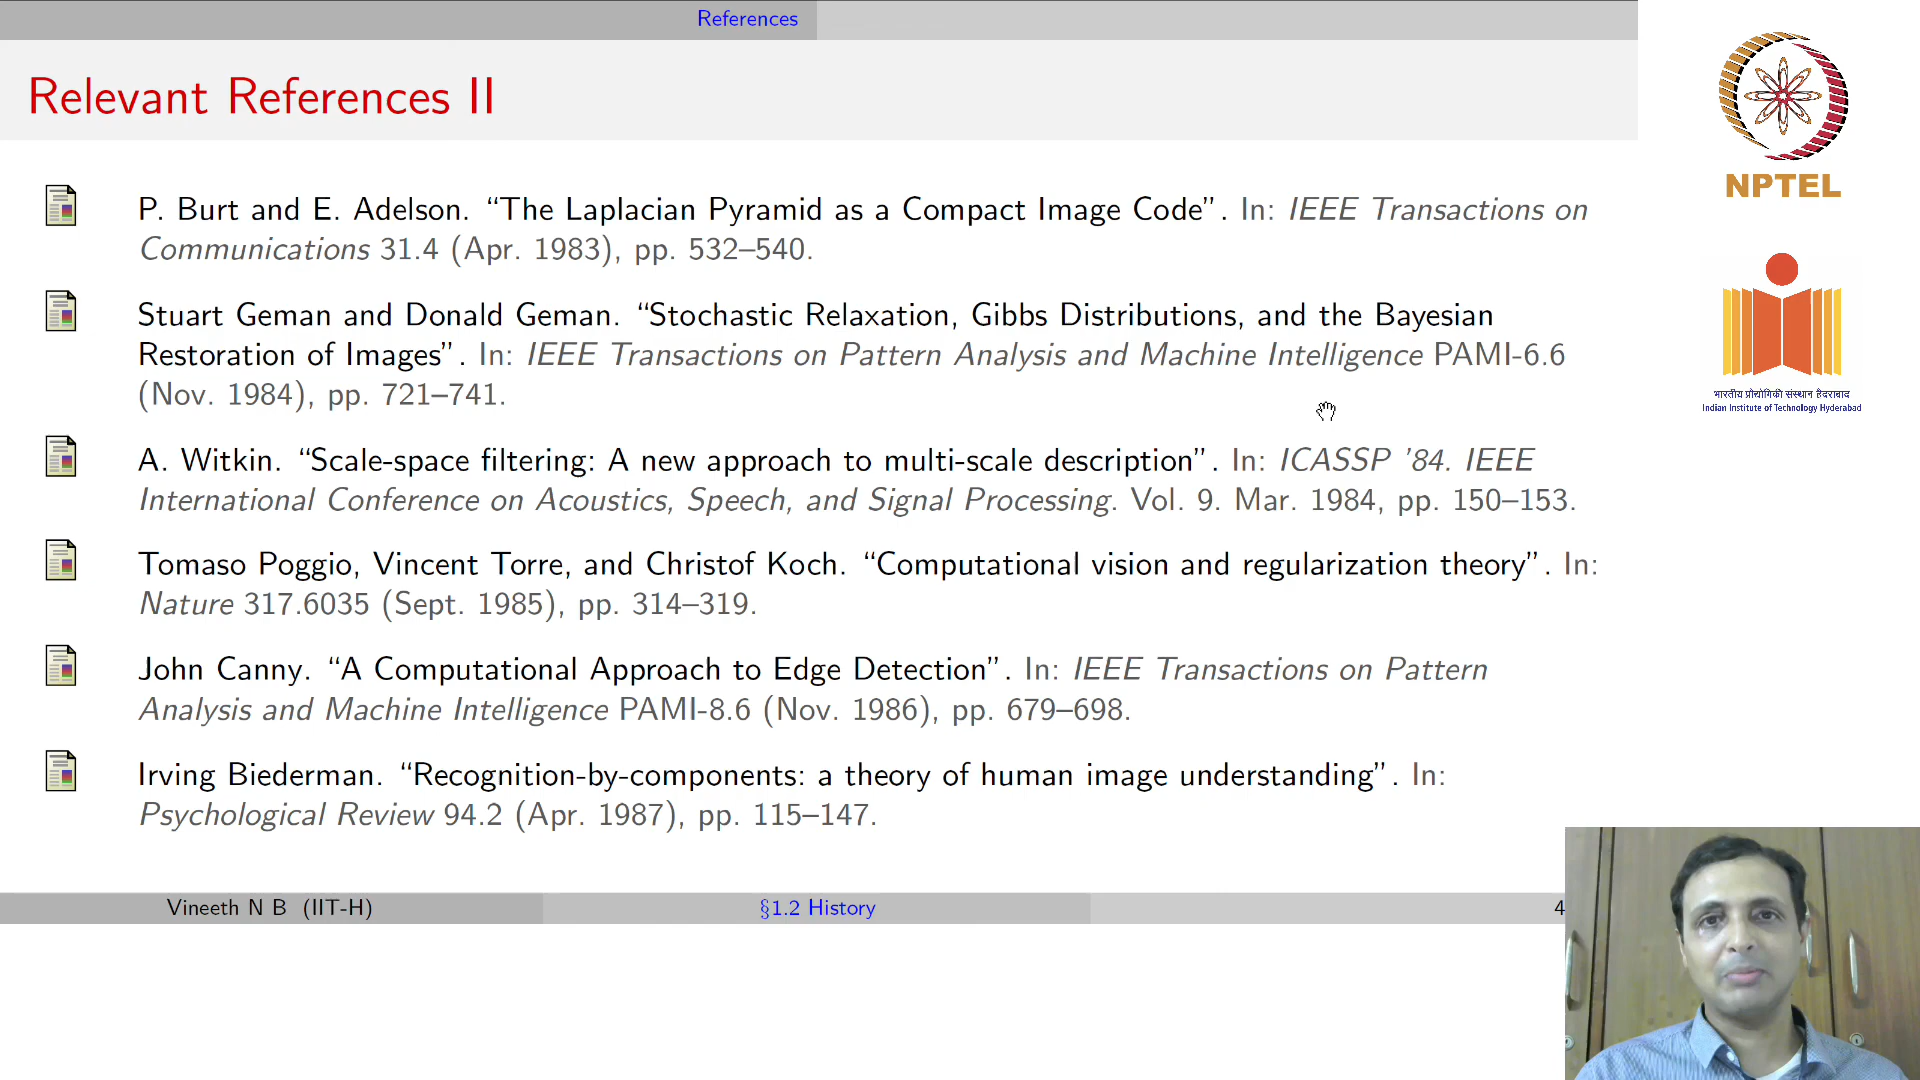 References
Relevant References II
P. Burt and E. Adelson. “The Laplacian Pyramid as a Compact Image Code”. In: IEEE Transactions on
Communications 31.4 (Apr. 1983), pp. 532–540.
Stuart Geman and Donald Geman. “Stochastic Relaxation, Gibbs Distributions, and the Bayesian
Restoration of Images”. In: IEEE Transactions on Pattern Analysis and Machine Intelligence PAMI-6.6
(Nov. 1984), pp. 721–741.
A. Witkin. “Scale-space filtering: A new approach to multi-scale description”. In: ICASSP ’84. IEEE
International Conference on Acoustics, Speech, and Signal Processing. Vol. 9. Mar. 1984, pp. 150–153.
Tomaso Poggio, Vincent Torre, and Christof Koch. “Computational vision and regularization theory”. In:
Nature 317.6035 (Sept. 1985), pp. 314–319.
John Canny. “A Computational Approach to Edge Detection”. In: IEEE Transactions on Pattern
Analysis and Machine Intelligence PAMI-8.6 (Nov. 1986), pp. 679–698.
Irving Biederman. “Recognition-by-components: a theory of human image understanding”. In:
Psychological Review 94.2 (Apr. 1987), pp. 115–147.
Vineeth N B (IIT-H)
§1.2 History
4
NPTEL
भारतीय प्रौद्योगिकी संस्थान हैदराबाद
Indian Institute of Technology Hyderabad